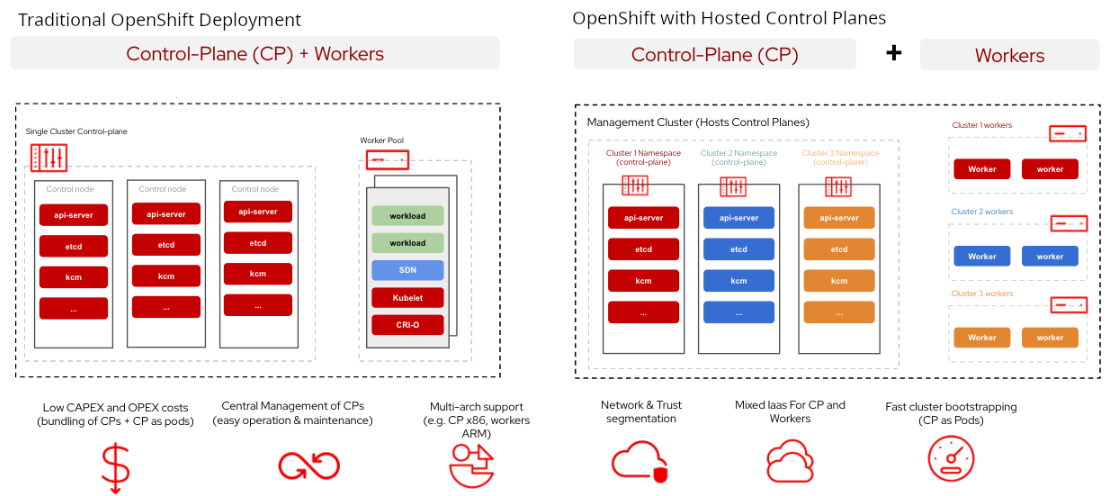 Traditional OpenShift Deployment
Control-Plane (CP) + Workers
Single Cluster Control-plane
Control node
api-server
etcd
kcm
...
Control node
api-server
etcd
kcm
...
Control node
api-server
etcd
kcm
...
Worker Pool
workload
workload
SDN
Kubelet
CRI-O
OpenShift with Hosted Control Planes
Control-Plane (CP)
+
Workers
Management Cluster (Hosts Control Planes)
Cluster 1 Namespace
(control-plane)
api-server
etcd
kcm
...
Cluster 2 Namespace
(control-plane)
api-server
etcd
kcm
...
Cluster 3 Namespace
(control-plane)
api-server
etcd
kcm
...
Cluster 1 workers
Worker
worker
Cluster 2 workers
Worker
worker
Cluster 3 workers
Worker
worker
Low CAPEX and OPEX costs
(bundling of CPs + CP as pods)
Central Management of CPs
(easy operation & maintenance)
Multi-arch support
(e.g. CP x86, workers
ARM)
Network & Trust
segmentation
Mixed Iaas For CP and
Workers
Fast cluster bootstrapping
(CP as Pods)